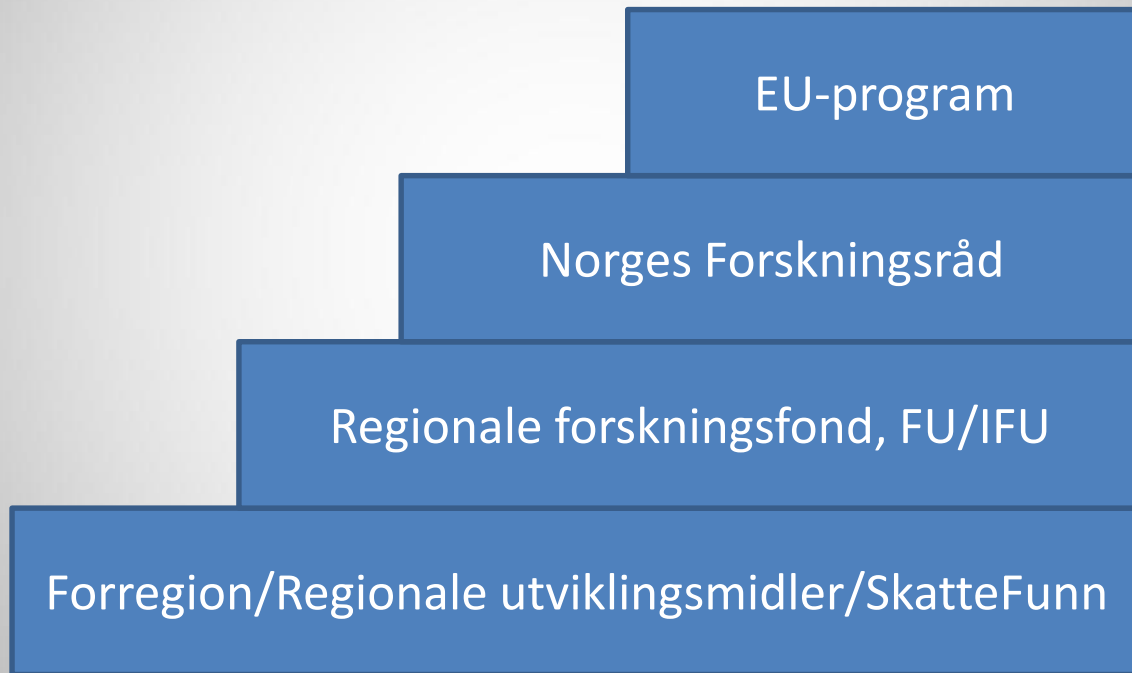 EU-program
Norges Forskningsråd
Regionale forskningsfond, FU/IFU
Forregion/Regionale utviklingsmidler/SkatteFunn